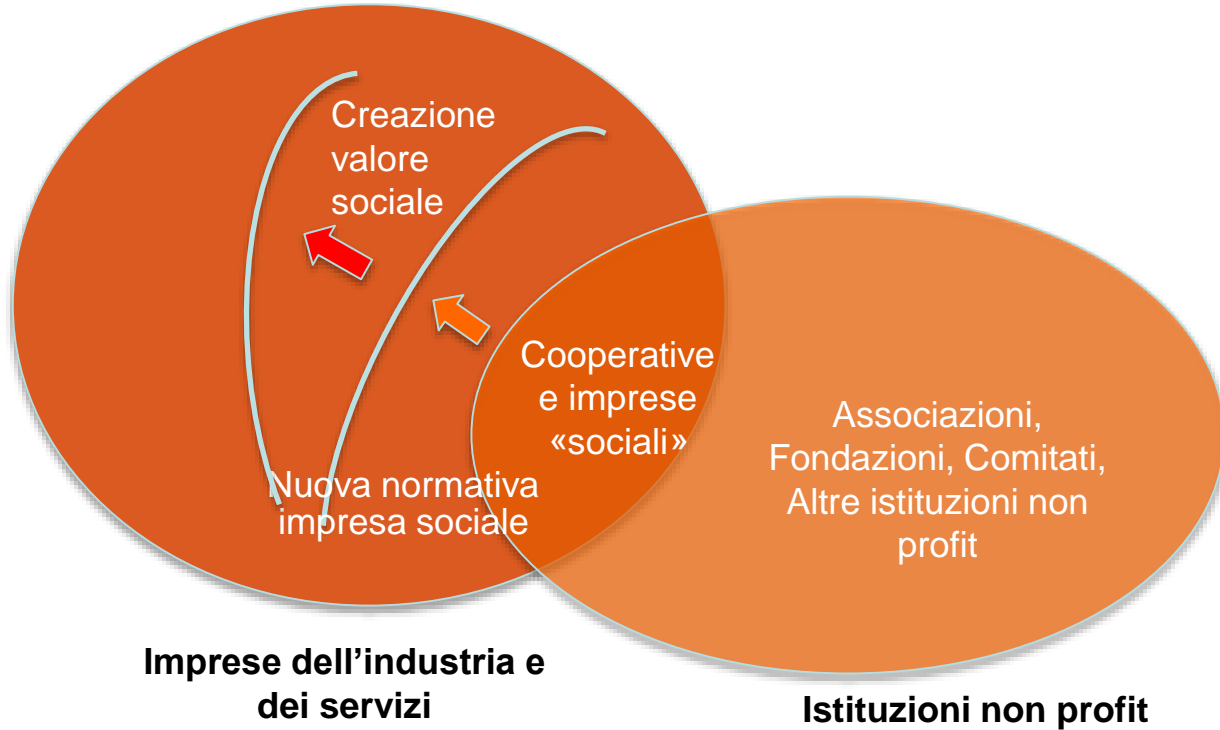 Creazione
valore
sociale
Cooperative
e imprese
«sociali»
Nuova normativa
impresa sociale
Associazioni,
Fondazioni, Comitati,
Altre istituzioni non
profit
Imprese dell’industria e
dei servizi
Istituzioni non profit